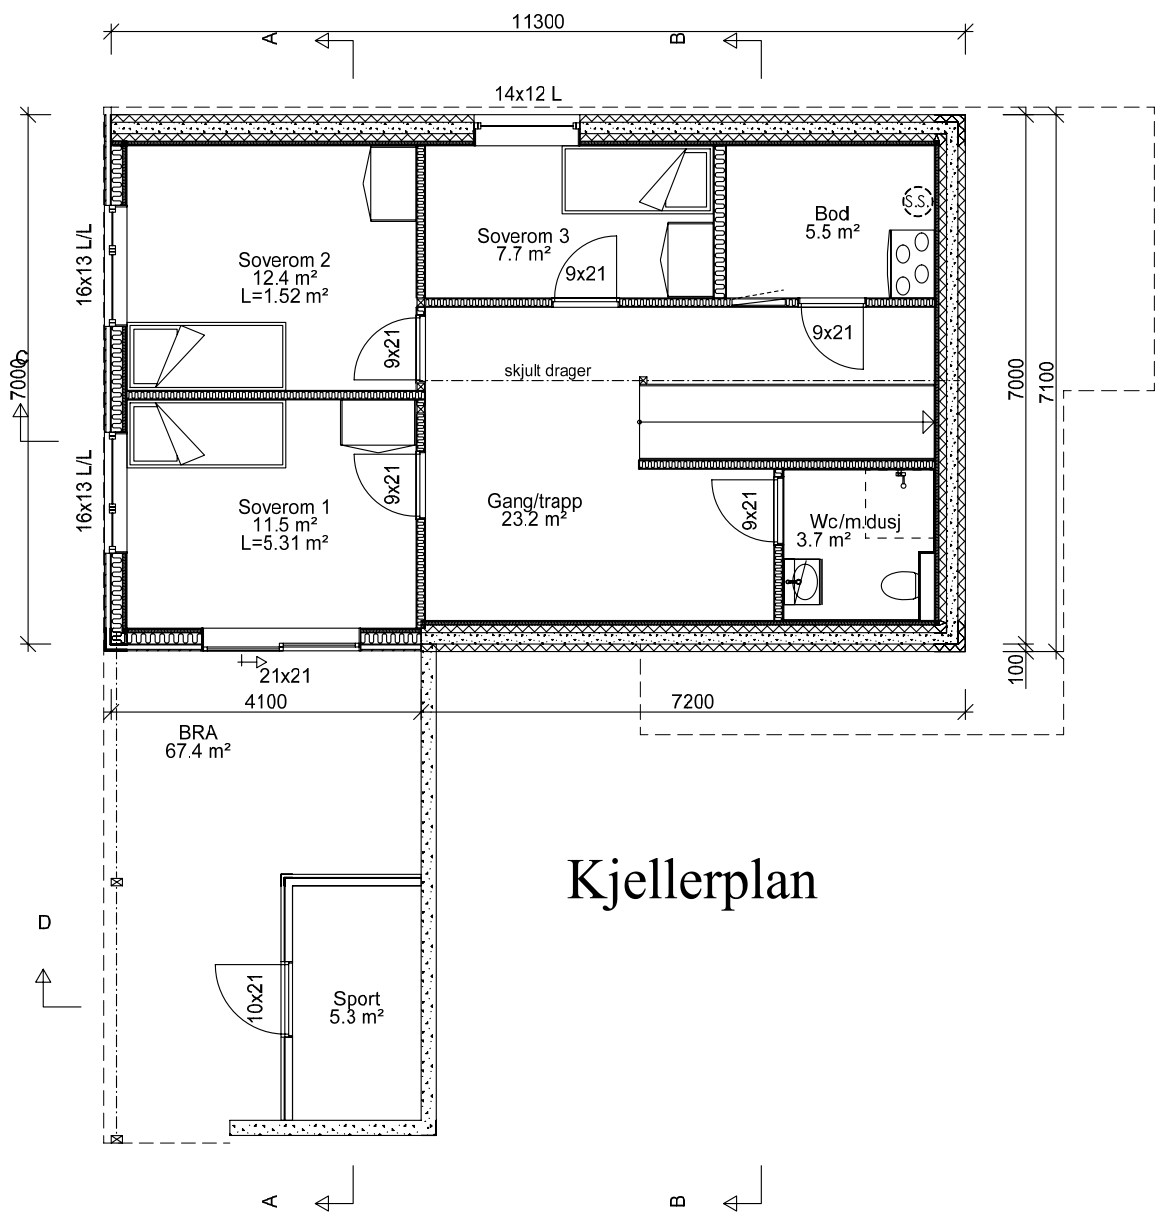 11300
A
B
14x12 L
Soverom 3
7.7 m²
9x21
Bod
5.5 m²
S.S.
16x13 L/L
Soverom 2
12.4 m²
L=1.52 m²
9x21
9x21
7000
C
skjult drager
7000
7100
16x13 L/L
Soverom 1
11.5 m²
L=5.31 m²
9x21
Gang/trapp
23.2 m²
9x21
Wc/m.dusj
3.7 m²
21x21
100
4100
7200
BRA
67.4 m²
Kjellerplan
D
10x21
Sport
5.3 m²
A
B